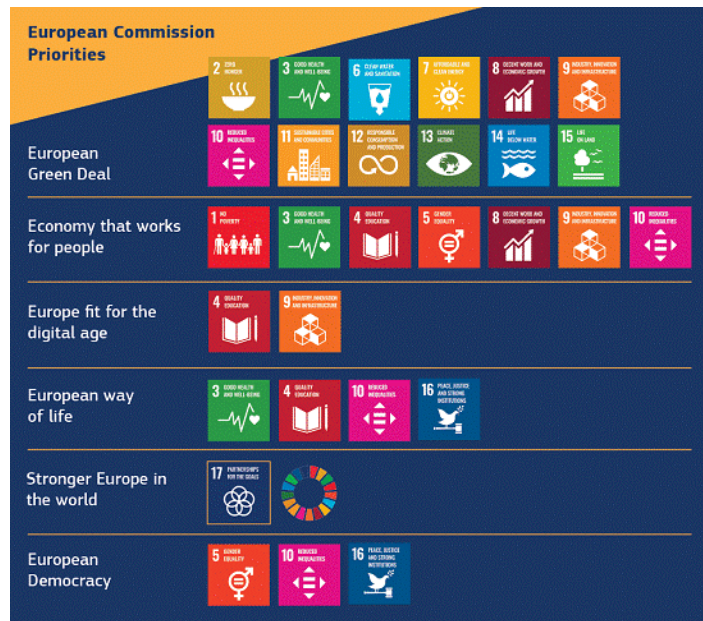 European Commission
Priorities
2 ZERO
HUNGER
3 GOOD HEALTH
AND WELL-BEING
6 CLEAN WATER
AND SANITATION
7 AFFORDABLE AND
CLEAN ENERGY
8 DECENT WORK AND
ECONOMIC GROWTH
9 INDUSTRY, INNOVATION
AND INFRASTRUCTURE
European
Green Deal
10 REDUCED
INEQUALITIES
11 SUSTAINABLE CITIES
AND COMMUNITIES
12 RESPONSIBLE
CONSUMPTION
AND PRODUCTION
13 CLIMATE
ACTION
14 LIFE
BELOW WATER
15 LIFE
ON LAND
Economy that works
for people
1 NO
POVERTY
3 GOOD HEALTH
AND WELL-BEING
4 QUALITY
EDUCATION
5 GENDER
EQUALITY
8 DECENT WORK AND
ECONOMIC GROWTH
9 INDUSTRY, INNOVATION
AND INFRASTRUCTURE
10 REDUCED
INEQUALITIES
Europe fit for the
digital age
4 QUALITY
EDUCATION
9 INDUSTRY, INNOVATION
AND INFRASTRUCTURE
European way
of life
3 GOOD HEALTH
AND WELL-BEING
4 QUALITY
EDUCATION
10 REDUCED
INEQUALITIES
16 PEACE, JUSTICE
AND STRONG
INSTITUTIONS
Stronger Europe in
the world
17 PARTNERSHIPS
FOR THE GOALS
European
Democracy
5 GENDER
EQUALITY
10 REDUCED
INEQUALITIES
16 PEACE, JUSTICE
AND STRONG
INSTITUTIONS